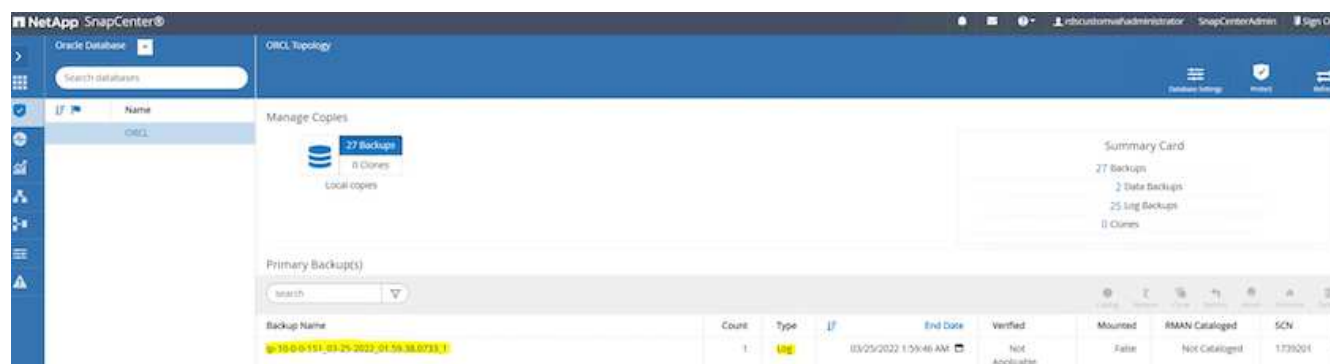 NetApp SnapCenter®
rdscustomval\administrator SnapCenterAdmin Sign O
Oracle Database
ORCL Topology
Search databases
Database Settings Protect Refre
Name
ORCL
Manage Copies
27 Backups
0 Clones
Local copies
Summary Card
27 Backups
2 Data Backups
25 Log Backups
0 Clones
Primary Backup(s)
search
Backup Name Count Type End Date Verified Mounted RMAN Cataloged SCN
ip-10-0-0-151_03-25-2022_01.59.38.0733_1 1 Log 03/25/2022 1:59:46 AM Not Applicable False Not Cataloged 1739201